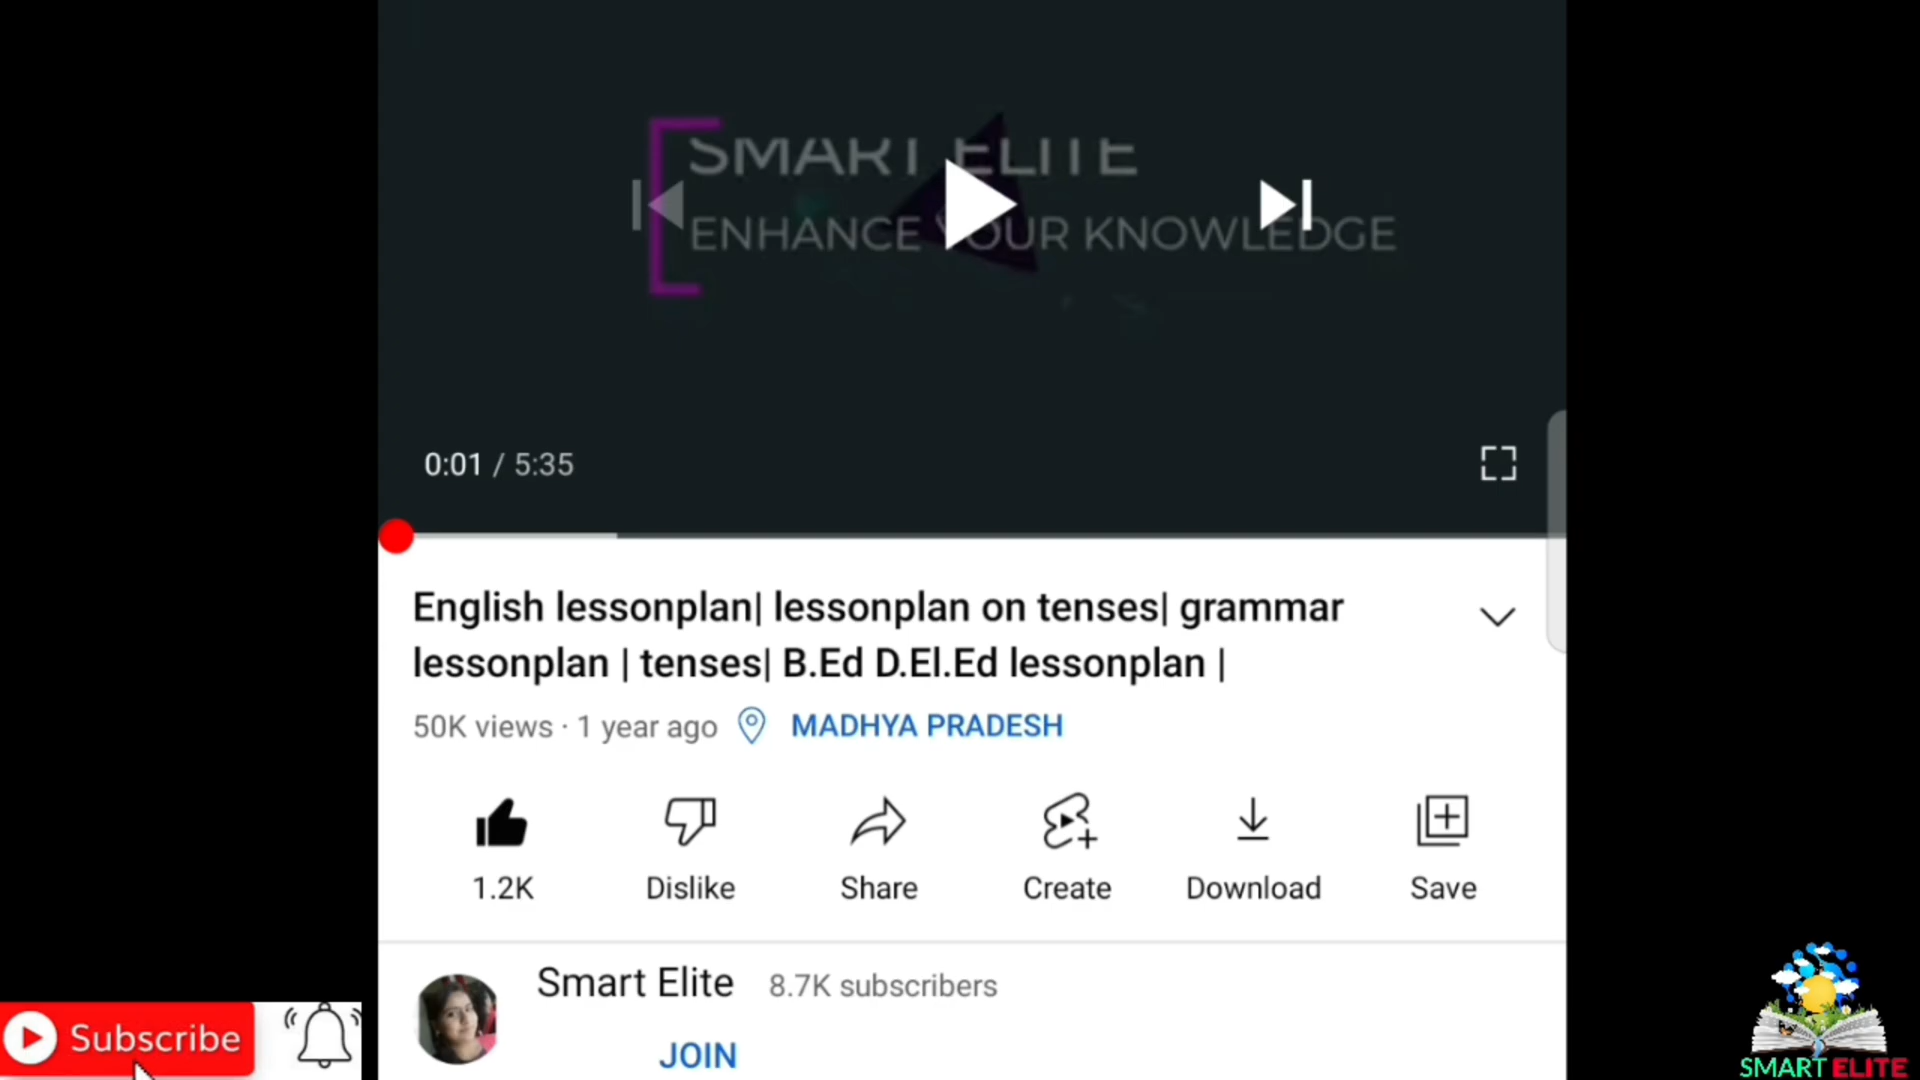 SMART ELITE
ENHANCE YOUR KNOWLEDGE
0:01 / 5:35
English lessonplan| lessonplan on tenses| grammar
lessonplan | tenses| B.Ed D.El.Ed lessonplan |
50K views · 1 year ago MADHYA PRADESH
1.2K Dislike Share Create Download Save
Smart Elite 8.7K subscribers
JOIN
Subscribe
SMART ELITE